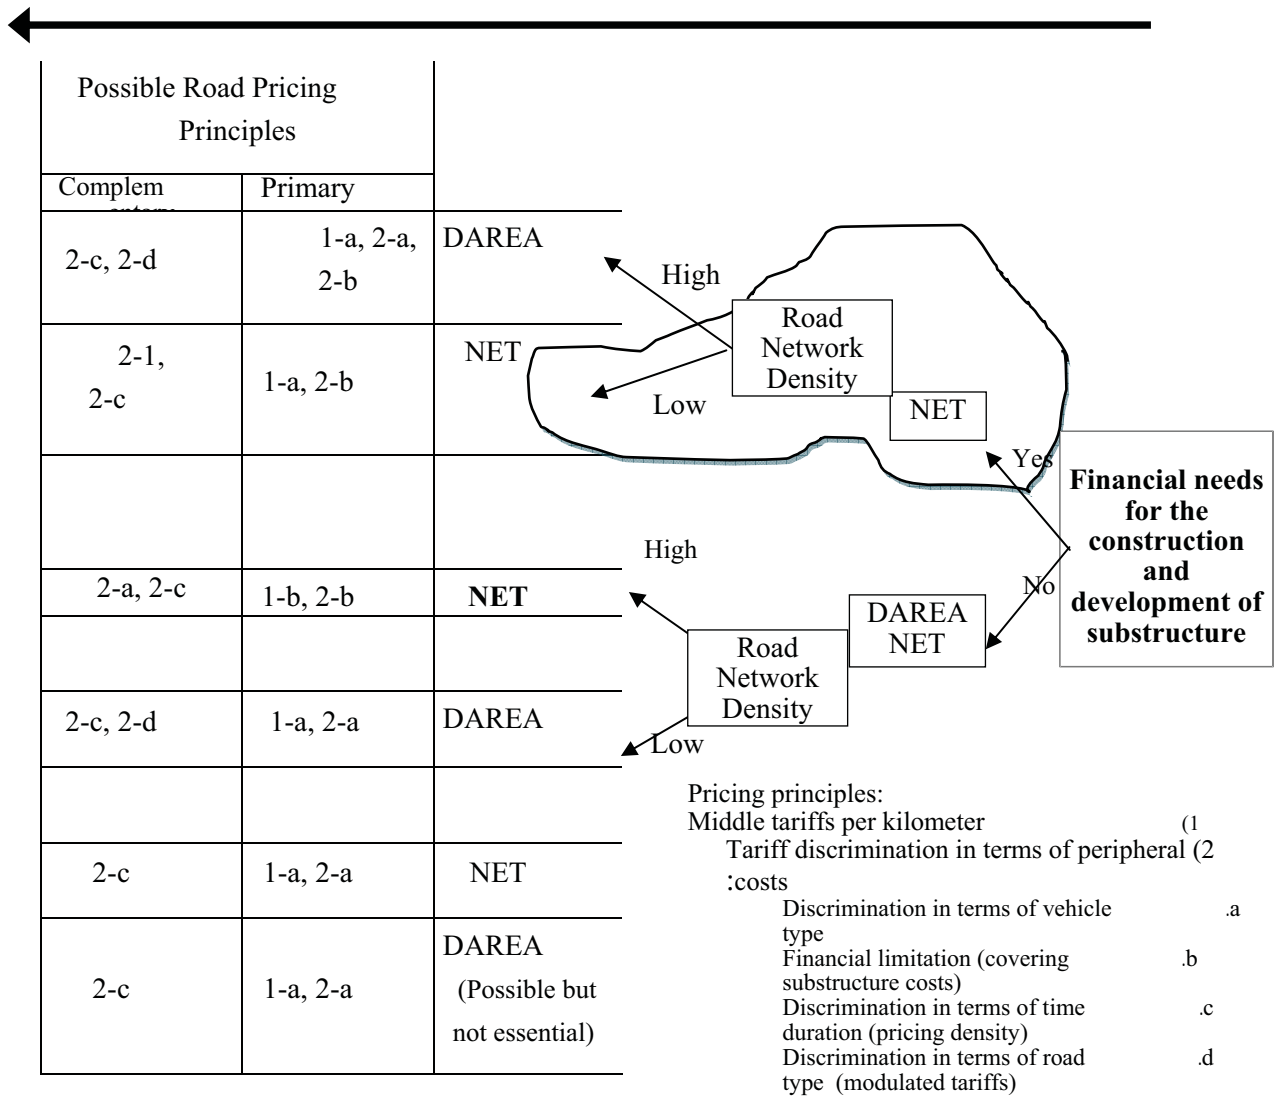 Possible Road Pricing
Principles
Complem
Primary
2-c, 2-d
1-a, 2-a,
2-b
DAREA
2-1,
2-c
1-a, 2-b
NET
2-a, 2-c
1-b, 2-b
NET
2-c, 2-d
1-a, 2-a
DAREA
2-c
1-a, 2-a
NET
2-c
1-a, 2-a
DAREA
(Possible but
not essential)
High
Road
Network
Density
Low
NET
Yes
Financial needs
for the
construction
and
development of
substructure
No
High
DAREA
NET
Road
Network
Density
Low
Pricing principles:
Middle tariffs per kilometer (1
Tariff discrimination in terms of peripheral (2
:costs
Discrimination in terms of vehicle .a
type
Financial limitation (covering .b
substructure costs)
Discrimination in terms of time .c
duration (pricing density)
Discrimination in terms of road .d
type (modulated tariffs)